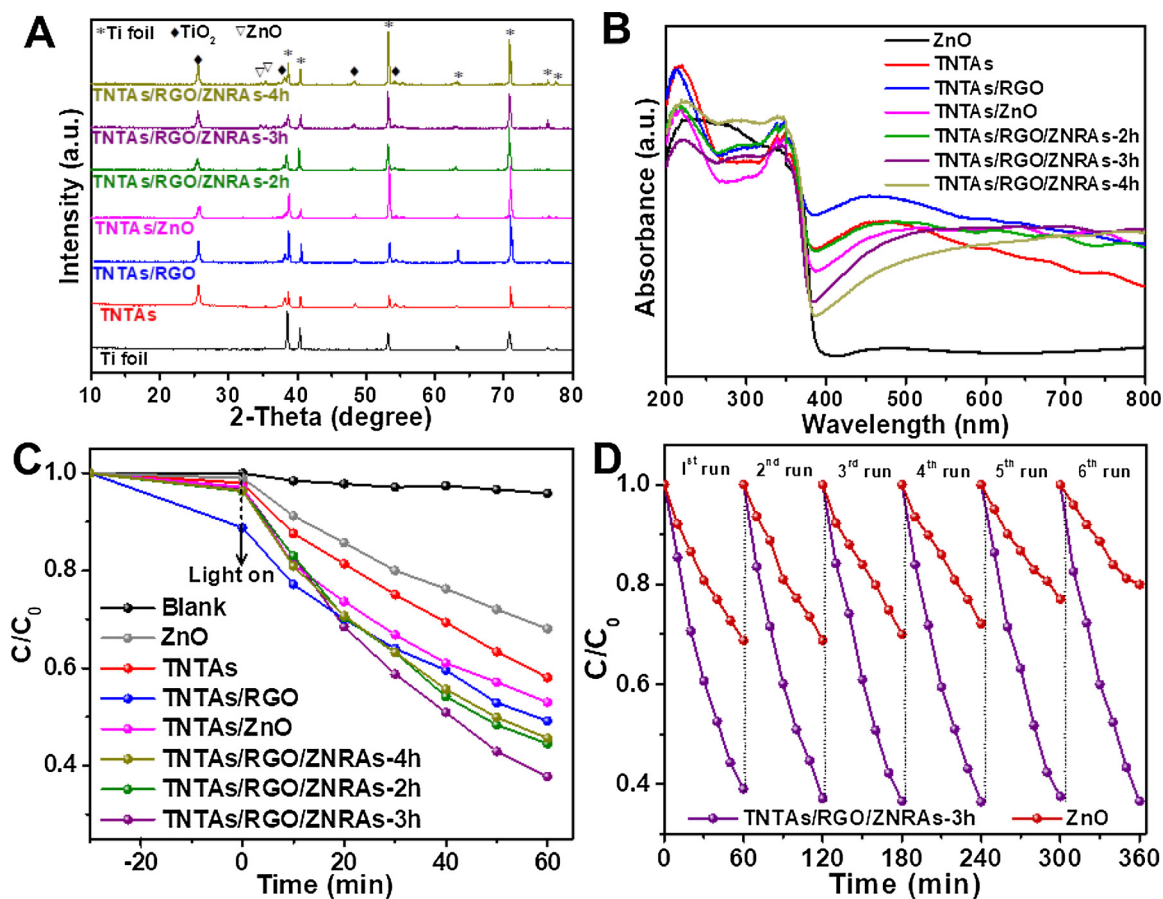 A
*Ti foil ♦TiO2 ▽ZnO
TNTAs/RGO/ZNRAs-4h
TNTAs/RGO/ZNRAs-3h
TNTAs/RGO/ZNRAs-2h
TNTAs/ZnO
TNTAs/RGO
TNTAs
Ti foil
Intensity (a.u.)
10 20 30 40 50 60 70 80
2-Theta (degree)
B
ZnO
TNTAs
TNTAs/RGO
TNTAs/ZnO
TNTAs/RGO/ZNRAs-2h
TNTAs/RGO/ZNRAs-3h
TNTAs/RGO/ZNRAs-4h
Absorbance (a.u.)
200 300 400 500 600 700 800
Wavelength (nm)
C
1.0
0.8
0.6
0.4
C/C0
Light on
Blank
ZnO
TNTAs
TNTAs/RGO
TNTAs/ZnO
TNTAs/RGO/ZNRAs-4h
TNTAs/RGO/ZNRAs-2h
TNTAs/RGO/ZNRAs-3h
-20 0 20 40 60
Time (min)
D
1st run 2nd run 3rd run 4th run 5th run 6th run
1.0
0.8
0.6
0.4
C/C0
TNTAs/RGO/ZNRAs-3h ZnO
0 60 120 180 240 300 360
Time (min)